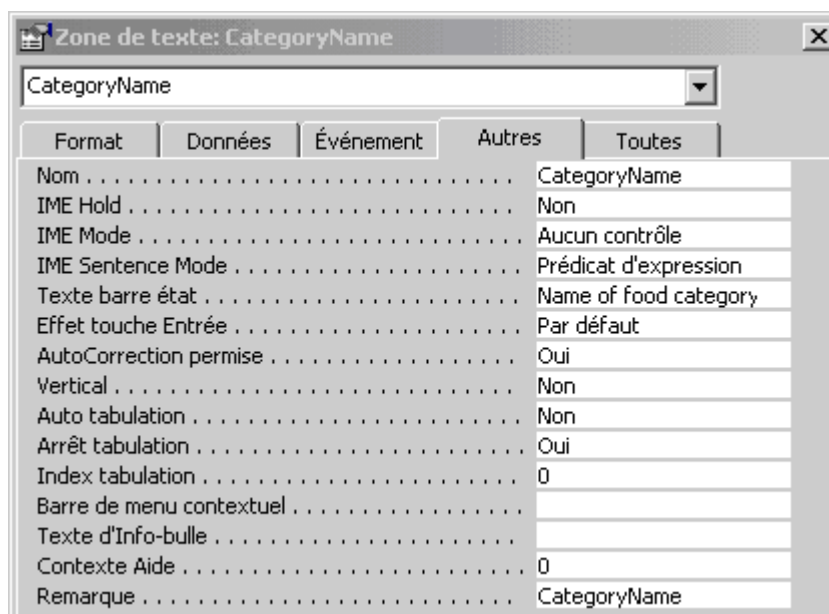 Zone de texte: CategoryName
CategoryName
Format Données Événement Autres Toutes
Nom . . . . . . . . . . . . . . . . . . . . . . . . . . . . . . CategoryName
IME Hold . . . . . . . . . . . . . . . . . . . . . . . . . . . Non
IME Mode . . . . . . . . . . . . . . . . . . . . . . . . . . . Aucun contrôle
IME Sentence Mode . . . . . . . . . . . . . . . . . . . . Prédicat d'expression
Texte barre état . . . . . . . . . . . . . . . . . . . . . . Name of food category
Effet touche Entrée . . . . . . . . . . . . . . . . . . . . Par défaut
AutoCorrection permise . . . . . . . . . . . . . . . . . Oui
Vertical . . . . . . . . . . . . . . . . . . . . . . . . . . . . Non
Auto tabulation . . . . . . . . . . . . . . . . . . . . . . . Non
Arrêt tabulation . . . . . . . . . . . . . . . . . . . . . . . Oui
Index tabulation . . . . . . . . . . . . . . . . . . . . . . 0
Barre de menu contextuel . . . . . . . . . . . . . . . .
Texte d'Info-bulle . . . . . . . . . . . . . . . . . . . . .
Contexte Aide . . . . . . . . . . . . . . . . . . . . . . . . 0
Remarque . . . . . . . . . . . . . . . . . . . . . . . . . . CategoryName